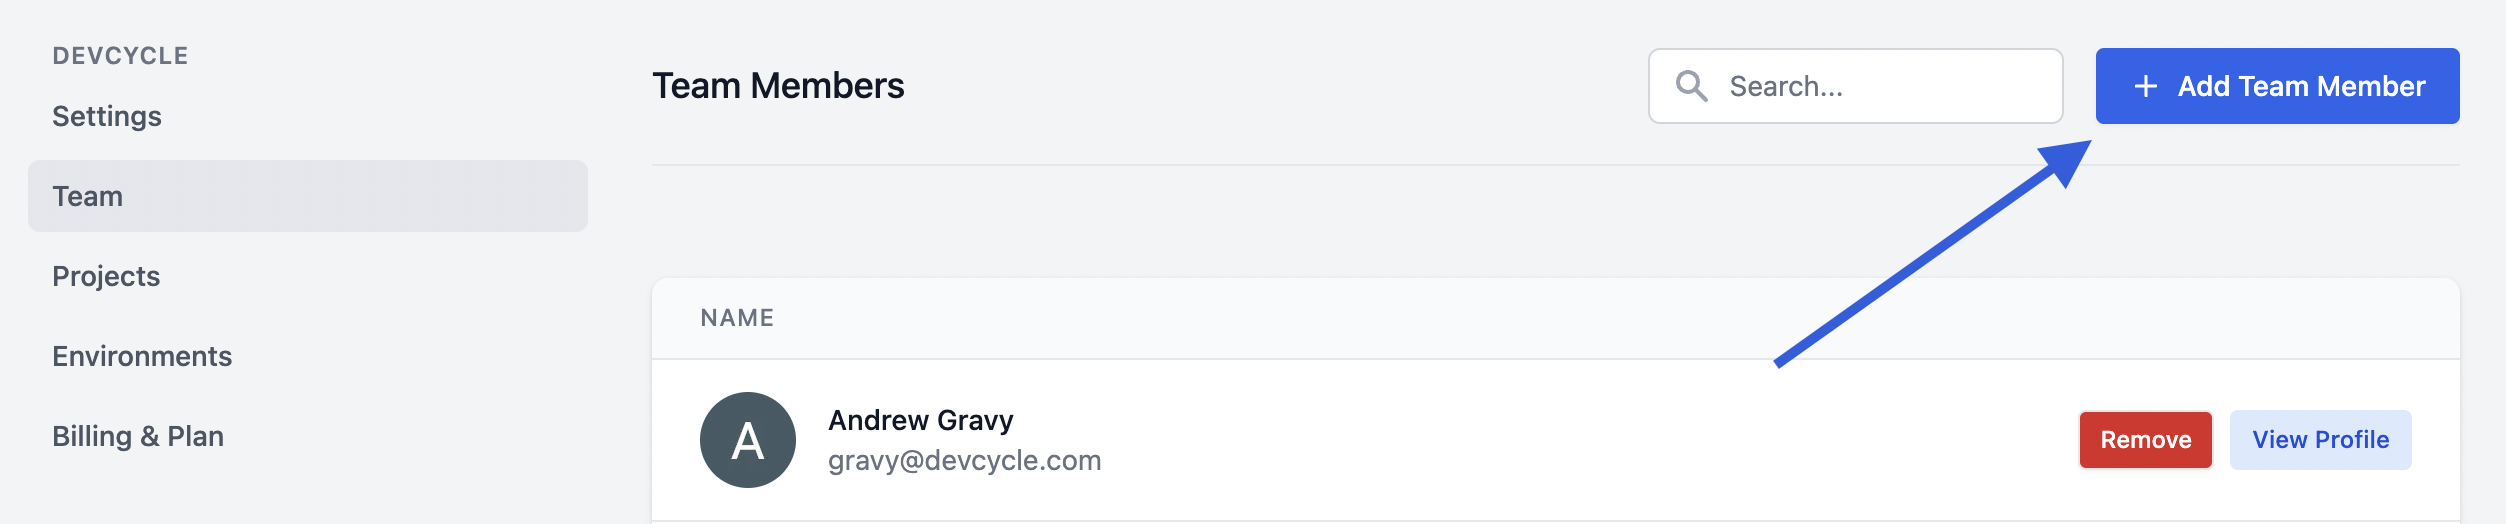 DEVCYCLE
Settings
Team
Projects
Environments
Billing & Plan
Team Members
Search...
+ Add Team Member
NAME
A
Andrew Gravy
gravy@devcycle.com
Remove
View Profile